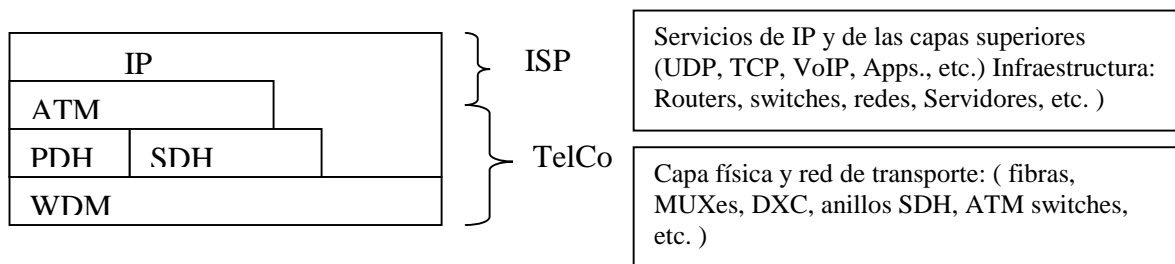 IP
ATM
PDH SDH
WDM
ISP
TelCo
Servicios de IP y de las capas superiores
(UDP, TCP, VoIP, Apps., etc.) Infraestructura:
Routers, switches, redes, Servidores, etc. )
Capa física y red de transporte: ( fibras,
MUXes, DXC, anillos SDH, ATM switches,
etc. )